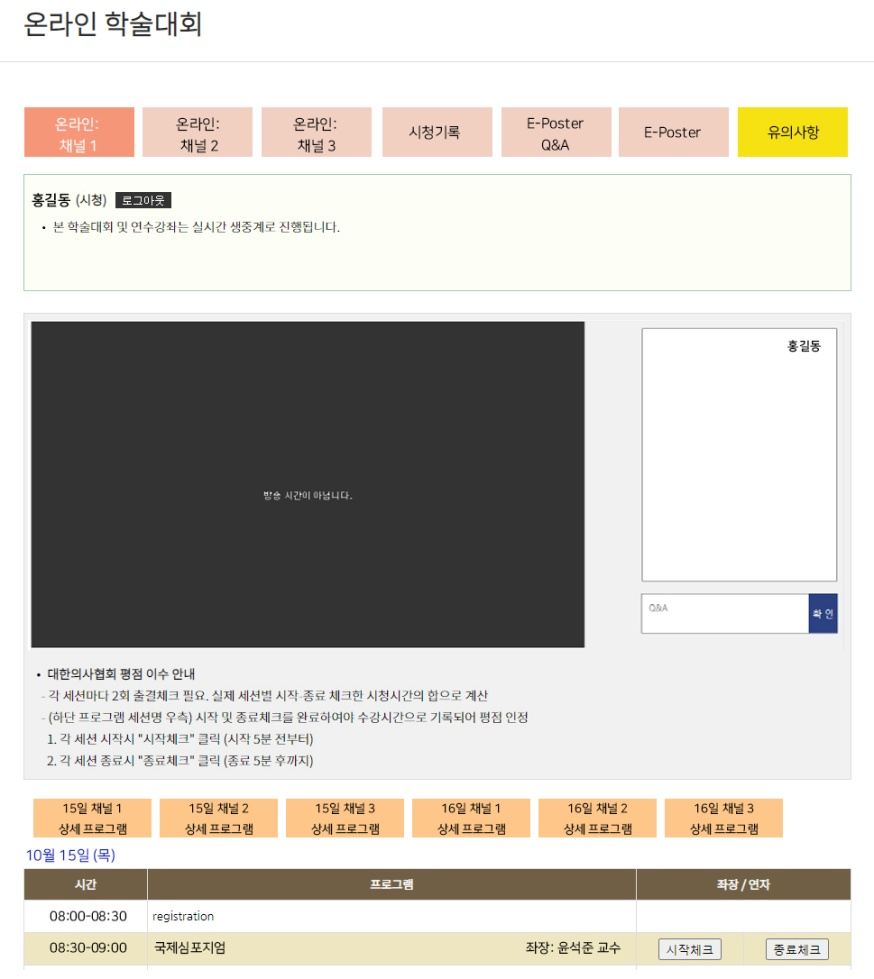 온라인 학술대회
온라인:
채널 1
온라인:
채널 2
온라인:
채널 3
시청기록
E-Poster
Q&A
E-Poster
유의사항
홍길동 (시청) 로그아웃
• 본 학술대회 및 연수강좌는 실시간 생중계로 진행됩니다.
방송 시간이 아닙니다.
홍길동
Q&A
확 인
• 대한의사협회 평점 이수 안내
- 각 세션마다 2회 출결체크 필요. 실제 세션별 시작-종료 체크한 시청시간의 합으로 계산
- (하단 프로그램 세션명 우측) 시작 및 종료체크를 완료하여야 수강시간으로 기록되어 평점 인정
1. 각 세션 시작시 "시작체크" 클릭 (시작 5분 전부터)
2. 각 세션 종료시 "종료체크" 클릭 (종료 5분 후까지)
15일 채널 1
상세 프로그램
15일 채널 2
상세 프로그램
15일 채널 3
상세 프로그램
16일 채널 1
상세 프로그램
16일 채널 2
상세 프로그램
16일 채널 3
상세 프로그램
10월 15일 (목)
시간 프로그램 좌장 / 연자
08:00-08:30 registration
08:30-09:00 국제심포지엄 좌장: 윤석준 교수 시작체크 종료체크